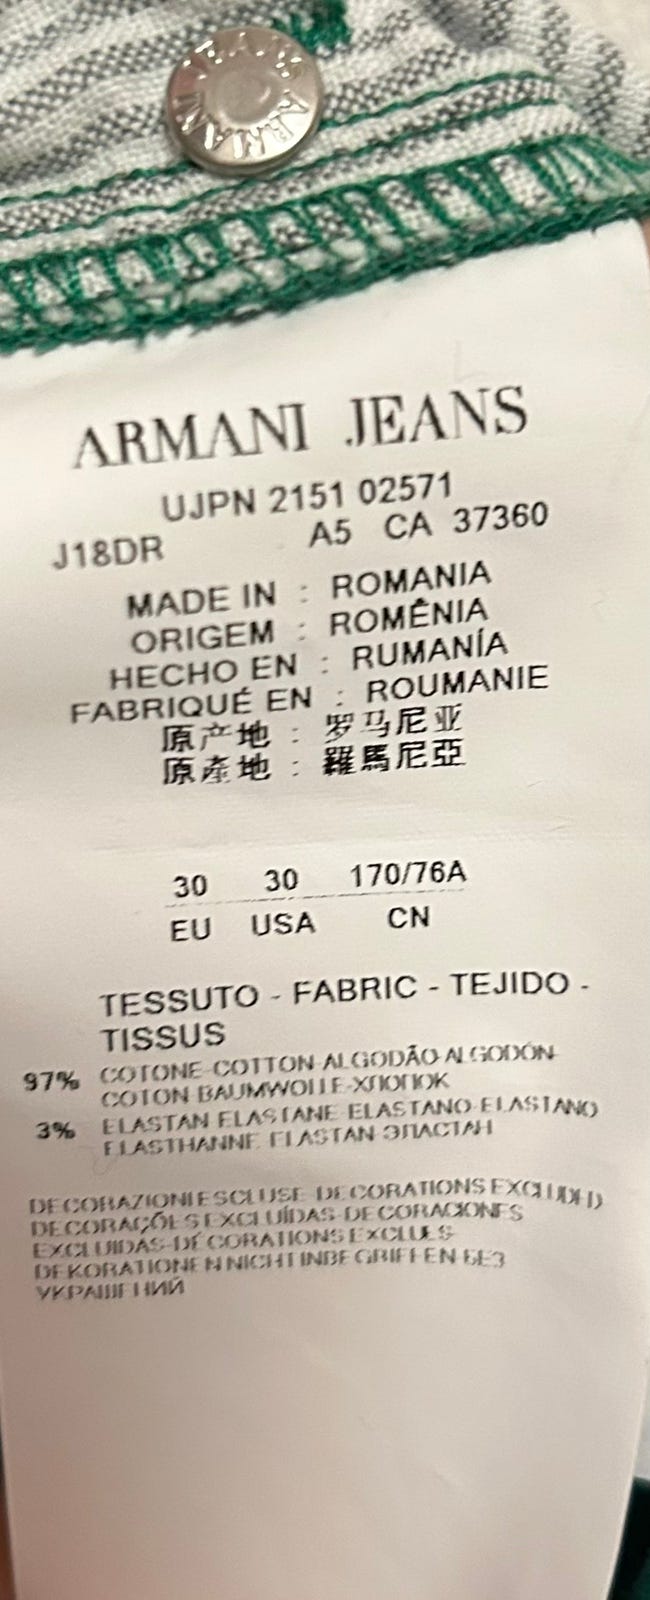 JEANS ARMANI
ARMANI JEANS
UJPN 2151 02571
J18DR A5 CA 37360
MADE IN : ROMANIA
ORIGEM : ROMÊNIA
HECHO EN : RUMANÍA
FABRIQUÉ EN : ROUMANIE
原产地 : 罗马尼亚
原產地 : 羅馬尼亞
30 30 170/76A
EU USA CN
TESSUTO - FABRIC - TEJIDO -
TISSUS
97% COTONE-COTTON-ALGODÃO-ALGODÓN-
COTON-BAUMWOLLE-ХЛОПОК
3% ELASTAN-ELASTANE-ELASTANO-ELASTANO
ELASTHANNE-ELASTAN-ЭЛАСТАН
DECORAZIONI ESCLUSE-DECORATIONS EXCLUDED
DECORAÇÕES EXCLUÍDAS-DECORACIONES
EXCLUIDAS-DÉCORATIONS EXCLUES-
DEKORATIONEN NICHT INBEGRIFFEN-БЕЗ
УКРАШЕНИЙ